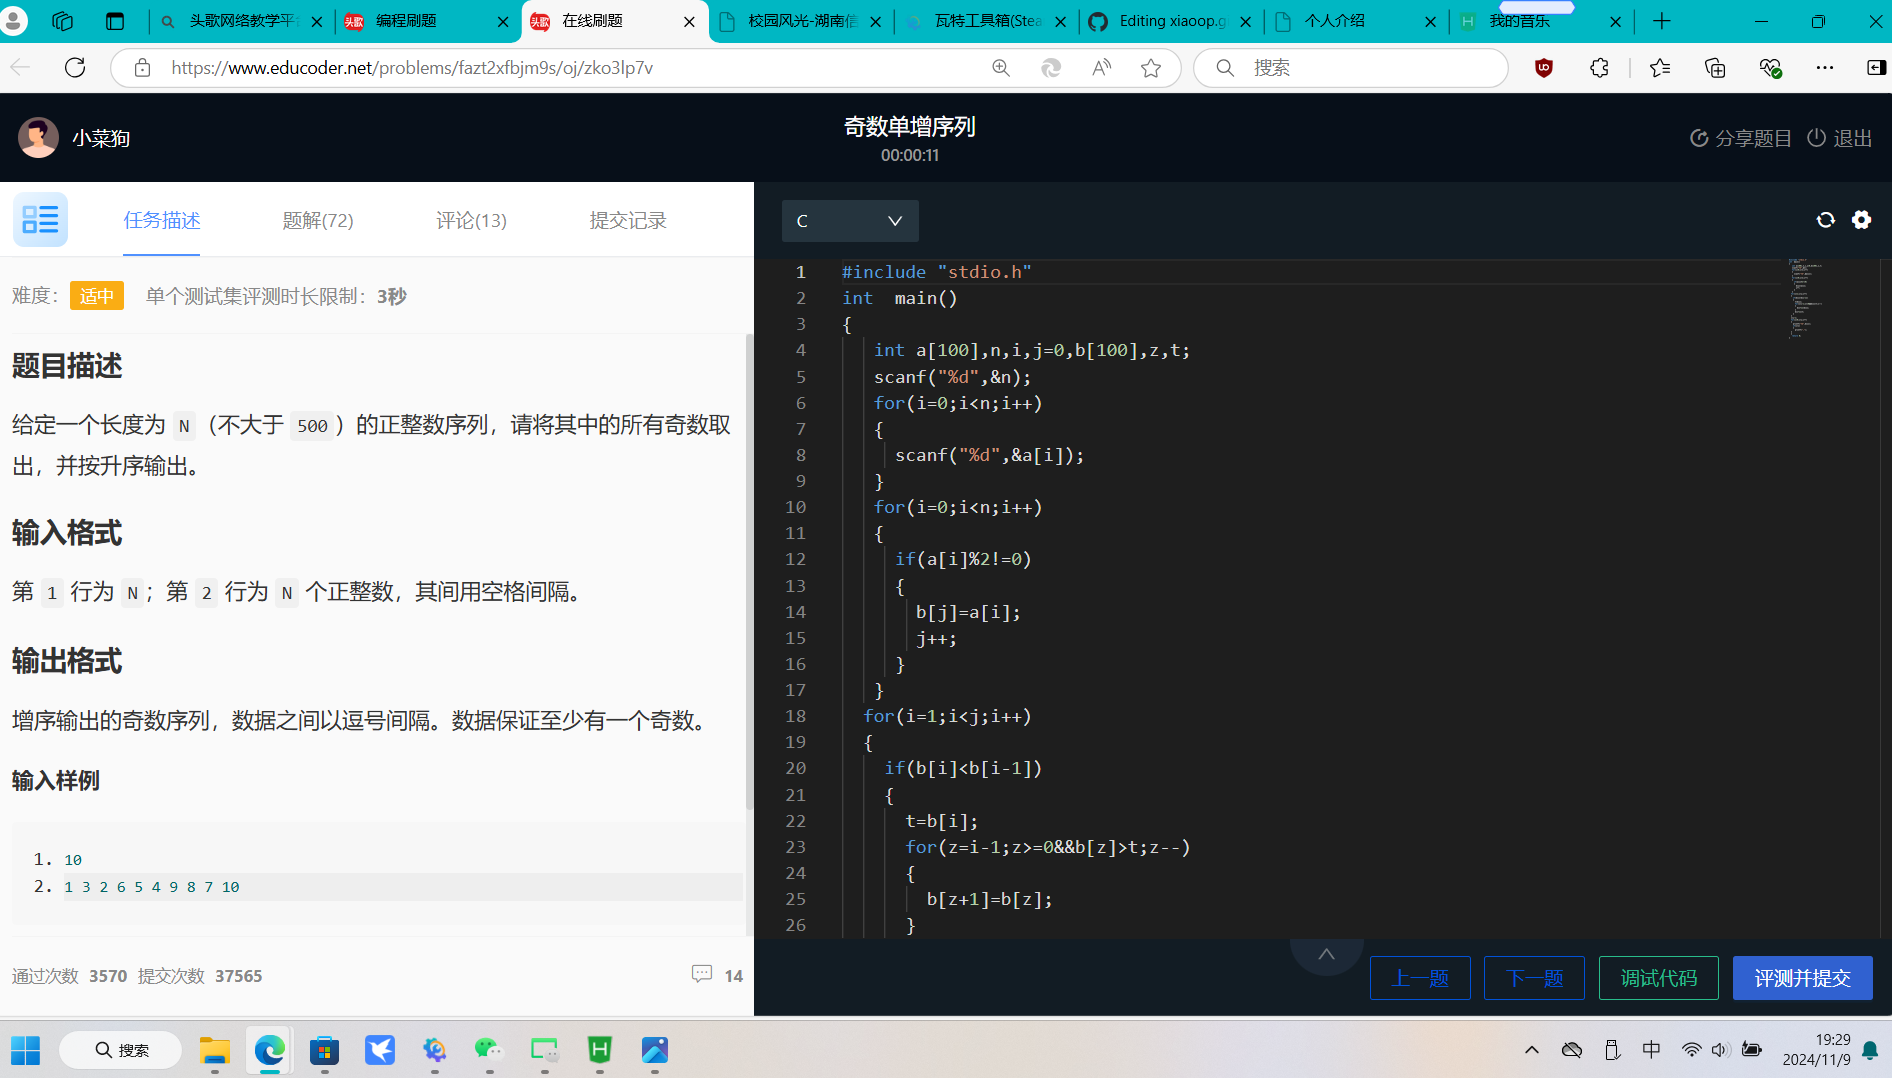 头歌网络教学平台
编程刷题
在线刷题
校园风光-湖南信
瓦特工具箱(Stea
Editing xiaoop.gi
个人介绍
我的音乐
https://www.educoder.net/problems/fazt2xfbjm9s/oj/zko3lp7v
搜索
小菜狗
奇数单增序列
00:00:11
分享题目 退出
任务描述 题解(72) 评论(13) 提交记录
难度： 适中 单个测试集评测时长限制：3秒
题目描述
给定一个长度为 N（不大于 500）的正整数序列，请将其中的所有奇数取
出，并按升序输出。
输入格式
第 1 行为 N；第 2 行为 N 个正整数，其间用空格间隔。
输出格式
增序输出的奇数序列，数据之间以逗号间隔。数据保证至少有一个奇数。
输入样例
1. 10
2. 1 3 2 6 5 4 9 8 7 10
通过次数 3570 提交次数 37565
14
C
1 #include "stdio.h"
2 int  main()
3 {
4 int a[100],n,i,j=0,b[100],z,t;
5 scanf("%d",&n);
6 for(i=0;i<n;i++)
7 {
8 scanf("%d",&a[i]);
9 }
10 for(i=0;i<n;i++)
11 {
12 if(a[i]%2!=0)
13 {
14 b[j]=a[i];
15 j++;
16 }
17 }
18 for(i=1;i<j;i++)
19 {
20 if(b[i]<b[i-1])
21 {
22 t=b[i];
23 for(z=i-1;z>=0&&b[z]>t;z--)
24 {
25 b[z+1]=b[z];
26 }
上一题 下一题 调试代码 评测并提交
搜索
中
19:29
2024/11/9